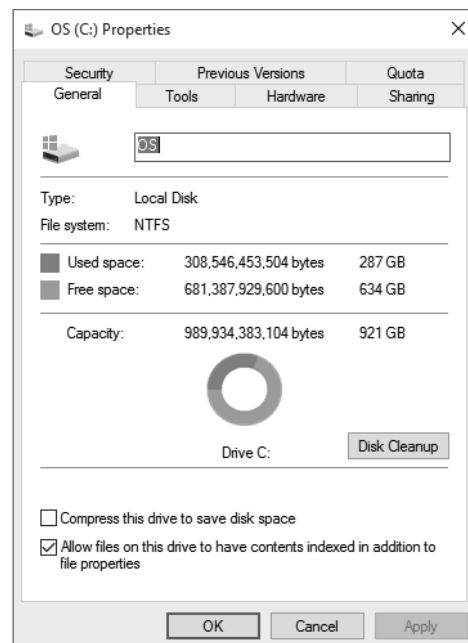 OS (C:) Properties
Security Previous Versions Quota
General Tools Hardware Sharing
OS
Type: Local Disk
File system: NTFS
Used space: 308,546,453,504 bytes 287 GB
Free space: 681,387,929,600 bytes 634 GB
Capacity: 989,934,383,104 bytes 921 GB
Drive C: Disk Cleanup
Compress this drive to save disk space
Allow files on this drive to have contents indexed in addition to
file properties
OK Cancel Apply